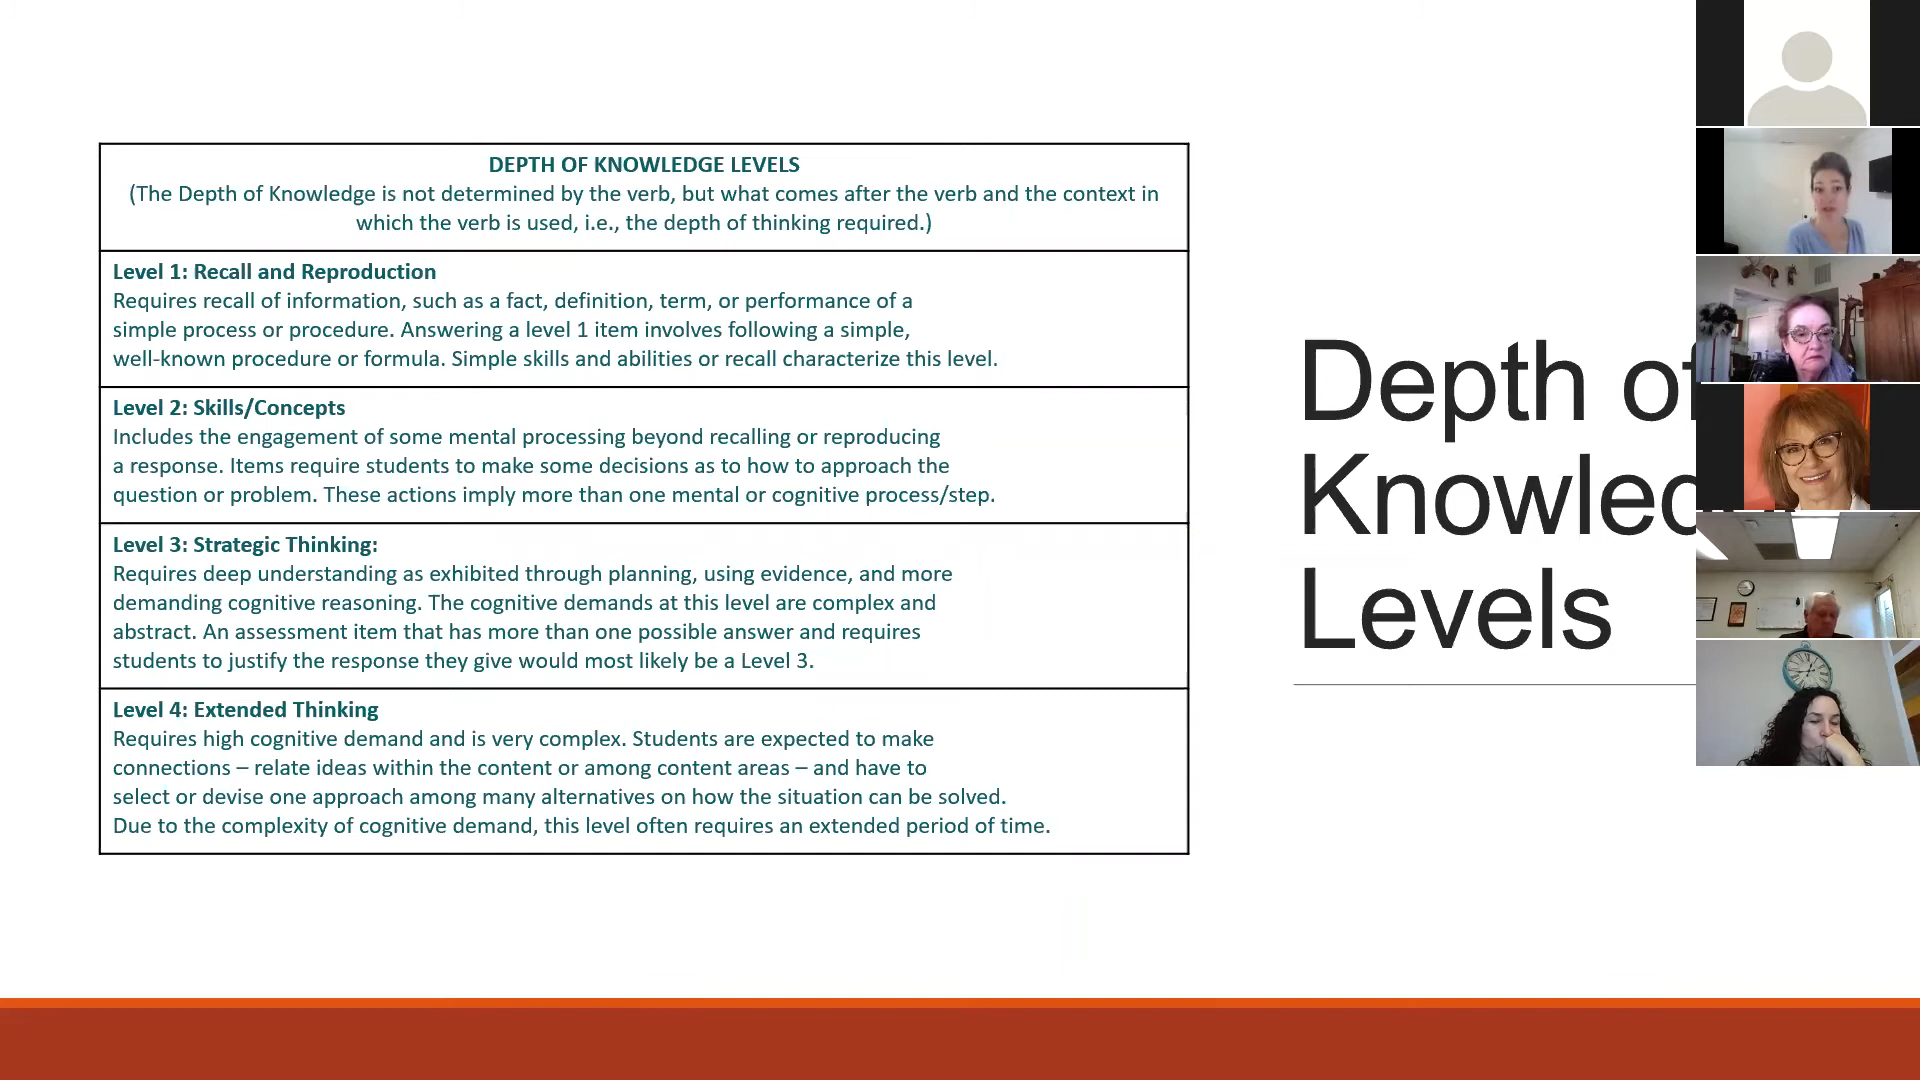 DEPTH OF KNOWLEDGE LEVELS
(The Depth of Knowledge is not determined by the verb, but what comes after the verb and the context in
which the verb is used, i.e., the depth of thinking required.)
Level 1: Recall and Reproduction
Requires recall of information, such as a fact, definition, term, or performance of a
simple process or procedure. Answering a level 1 item involves following a simple,
well-known procedure or formula. Simple skills and abilities or recall characterize this level.
Level 2: Skills/Concepts
Includes the engagement of some mental processing beyond recalling or reproducing
a response. Items require students to make some decisions as to how to approach the
question or problem. These actions imply more than one mental or cognitive process/step.
Level 3: Strategic Thinking:
Requires deep understanding as exhibited through planning, using evidence, and more
demanding cognitive reasoning. The cognitive demands at this level are complex and
abstract. An assessment item that has more than one possible answer and requires
students to justify the response they give would most likely be a Level 3.
Level 4: Extended Thinking
Requires high cognitive demand and is very complex. Students are expected to make
connections – relate ideas within the content or among content areas – and have to
select or devise one approach among many alternatives on how the situation can be solved.
Due to the complexity of cognitive demand, this level often requires an extended period of time.
Depth of
Knowled
Levels